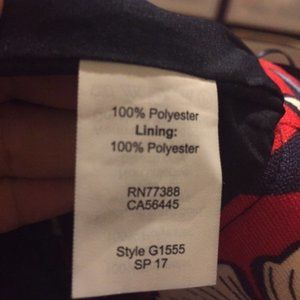 100% Polyester
Lining:
100% Polyester
RN77388
CA56445
Style G1555
SP 17